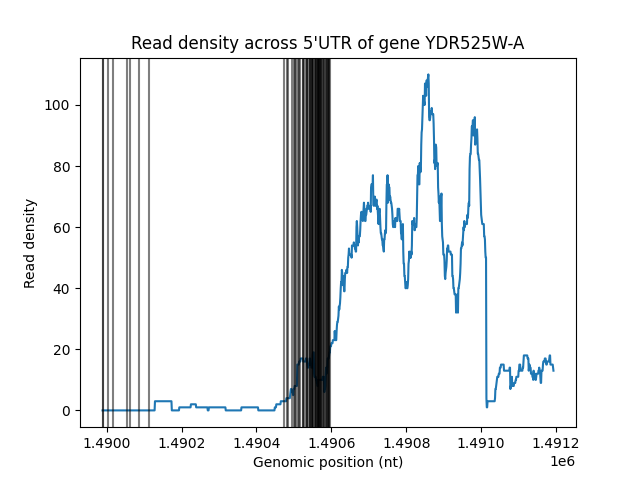 Read density across 5'UTR of gene YDR525W-A
Read density
100
80
60
40
20
0
1.4900 1.4902 1.4904 1.4906 1.4908 1.4910 1.4912
1e6
Genomic position (nt)